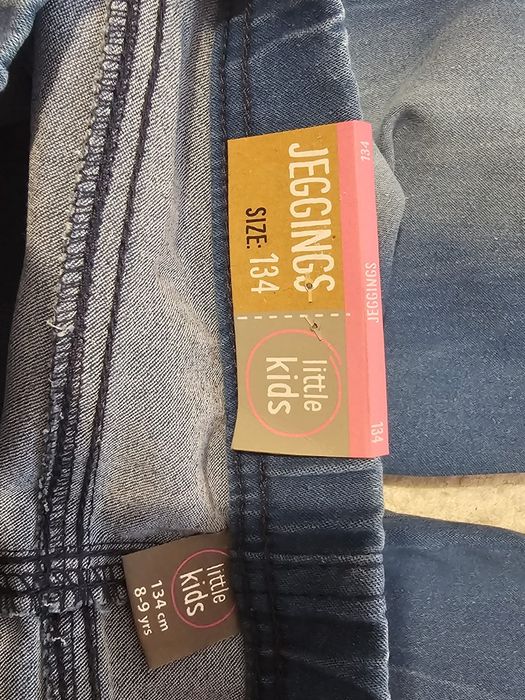 JEGGINGS
SIZE: 134
little
kids
134
JEGGINGS
134
little
kids
134 cm
8-9 yrs